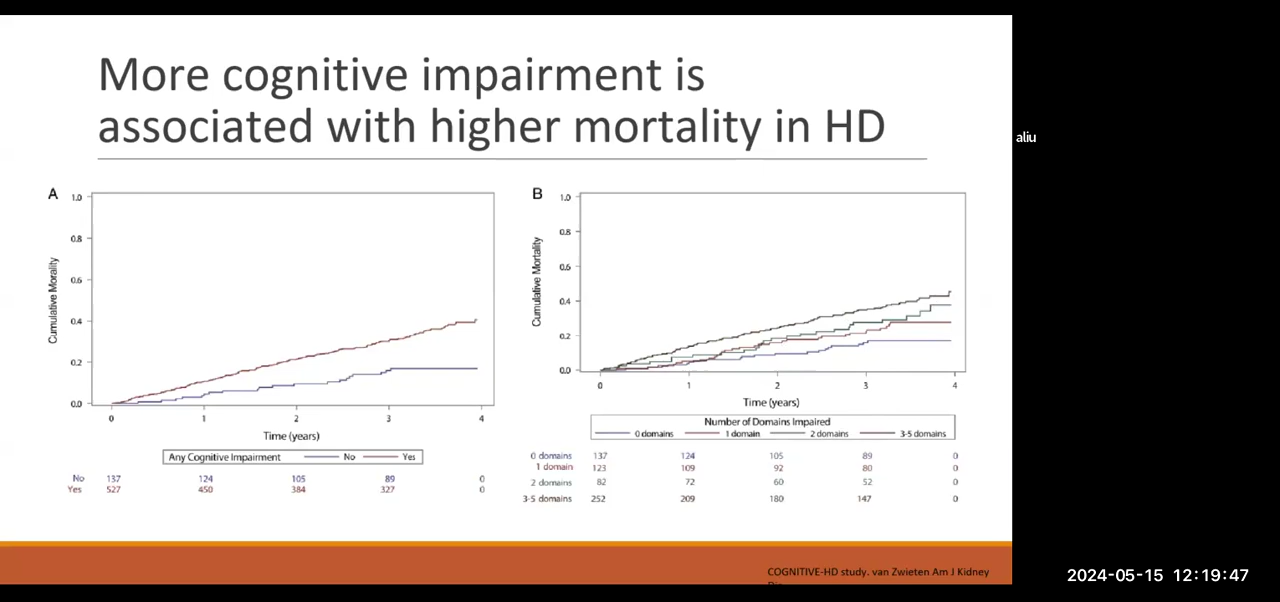 More cognitive impairment is
associated with higher mortality in HD
aliu
A
1.0
0.8
0.6
0.4
0.2
0.0
Cumulative Morality
0 1 2 3 4
Time (years)
Any Cognitive Impairment No Yes
No 137 124 105 89 0
Yes 527 450 384 327 0
B
1.0
0.8
0.6
0.4
0.2
0.0
Cumulative Mortality
0 1 2 3 4
Time (years)
Number of Domains Impaired
0 domains 1 domain 2 domains 3-5 domains
0 domains 137 124 105 89 0
1 domain 123 109 92 80 0
2 domains 82 72 60 52 0
3-5 domains 252 209 180 147 0
COGNITIVE-HD study. van Zwieten Am J Kidney
2024-05-15 12:19:47